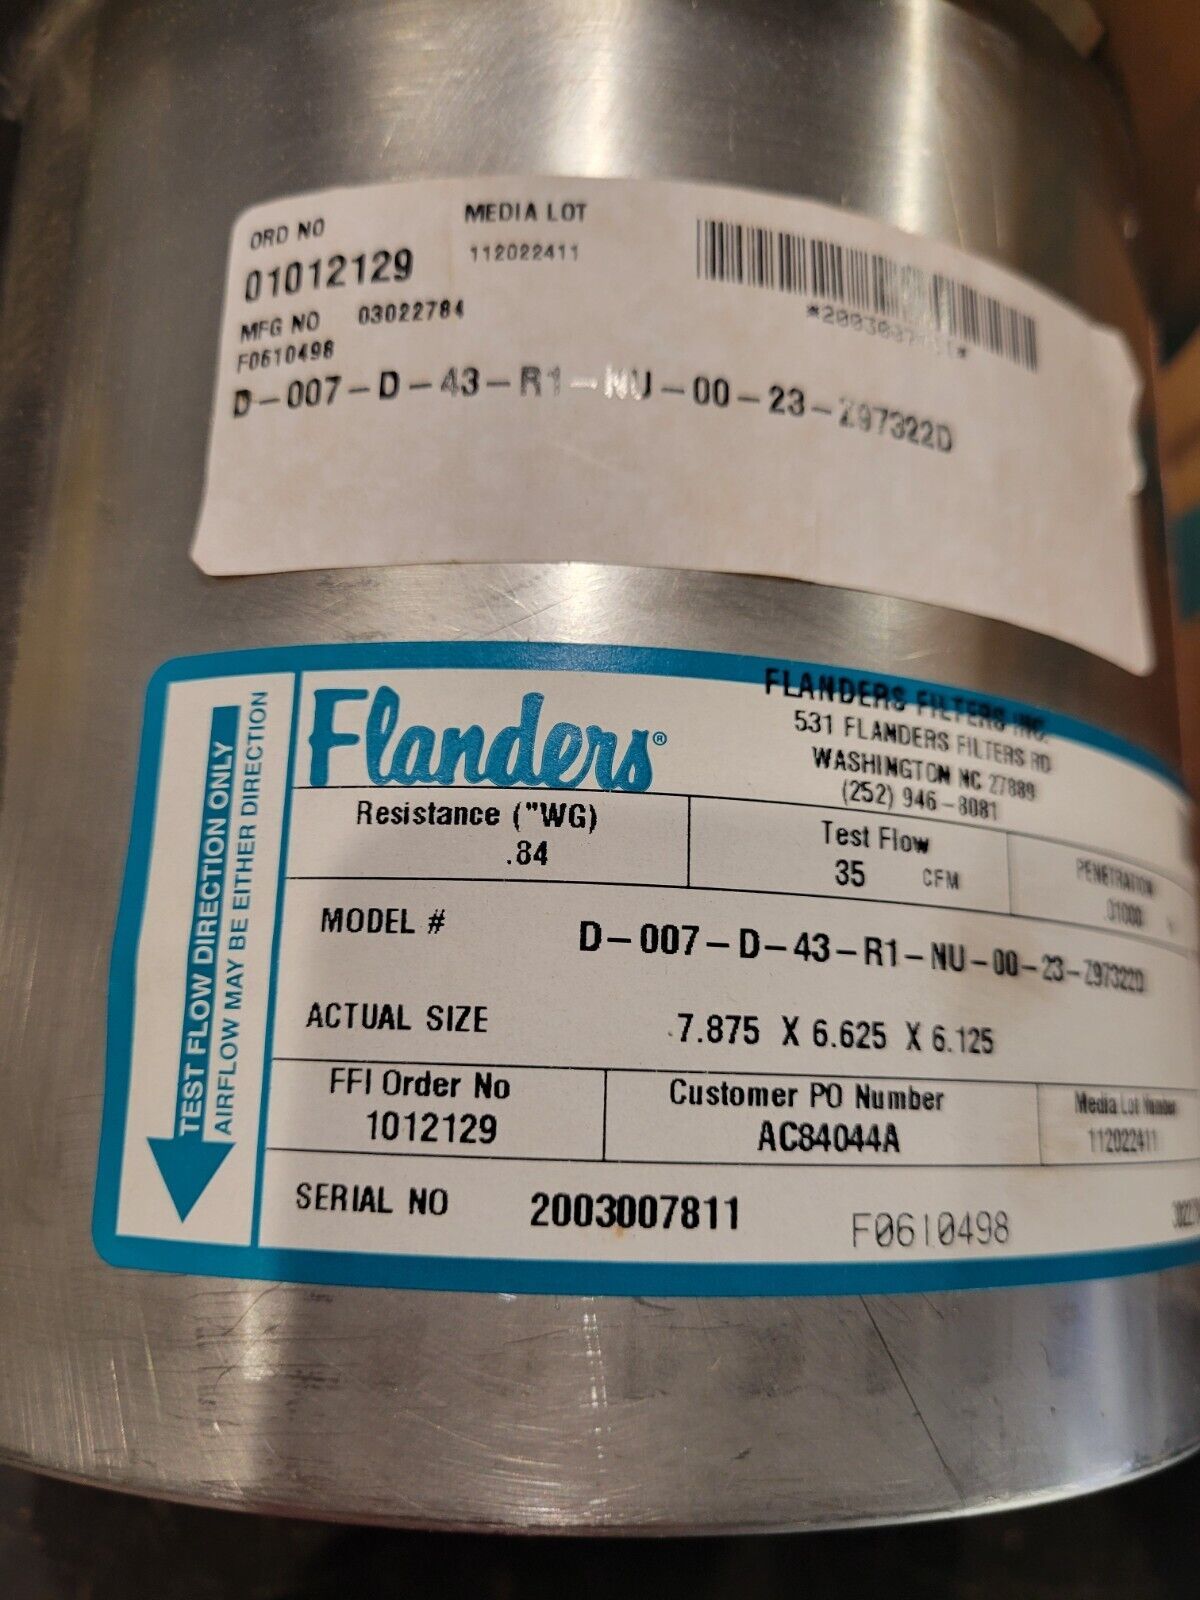 ORD NO
01012129
MEDIA LOT
112022411
MFG NO 03022784
F0610498
D-007-D-43-R1-NU-00-23-Z97322D
TEST FLOW DIRECTION ONLY
AIRFLOW MAY BE EITHER DIRECTION
Flanders®
FLANDERS FILTERS INC.
531 FLANDERS FILTERS RD
WASHINGTON NC 27889
(252) 946-8081
Resistance ("WG)
.84
Test Flow
35 CFM
PENETRATION
.01000
MODEL # D-007-D-43-R1-NU-00-23-Z97322D
ACTUAL SIZE 7.875 X 6.625 X 6.125
FFI Order No
1012129
Customer PO Number
AC84044A
Media Lot Number
112022411
SERIAL NO 2003007811 F0610498